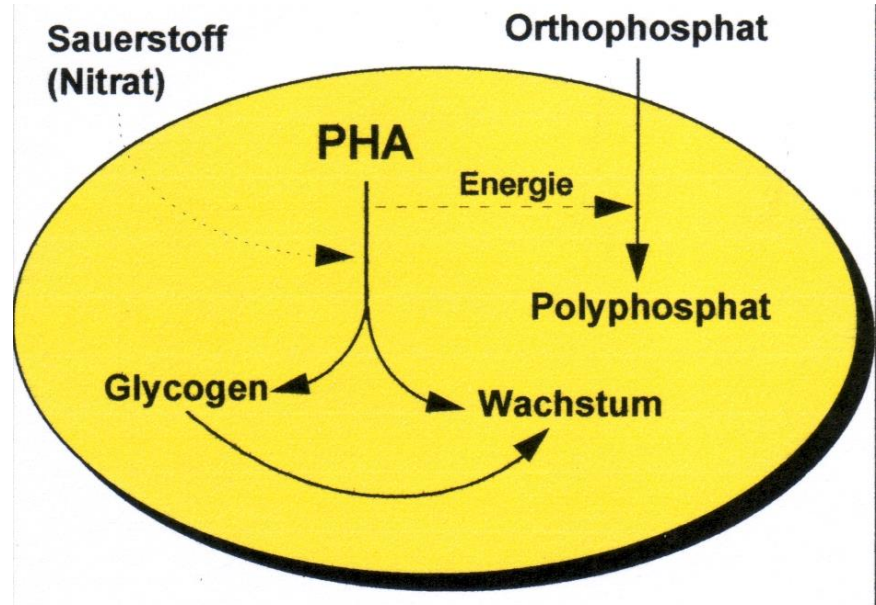 Sauerstoff
(Nitrat)
Orthophosphat
PHA
Energie
Polyphosphat
Glycogen
Wachstum